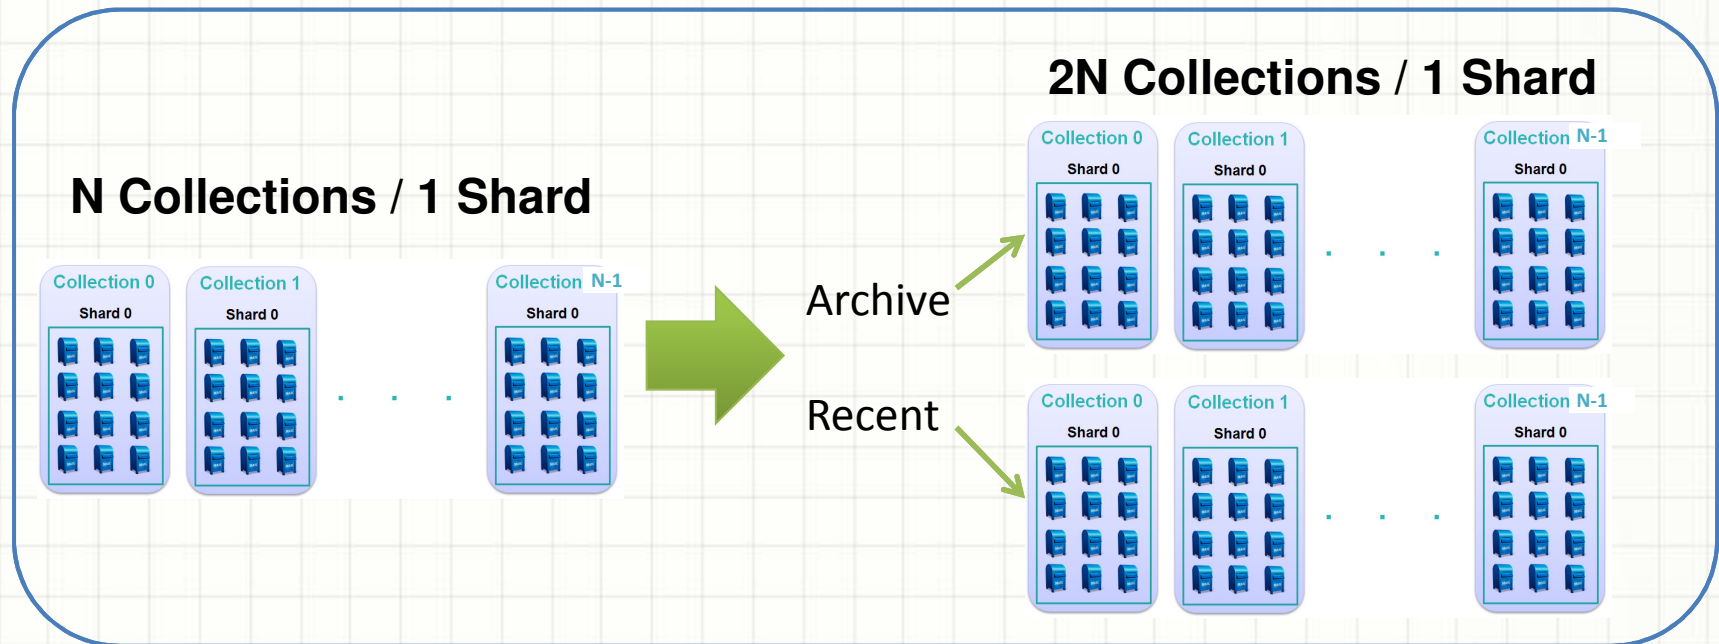 N Collections / 1 Shard
Collection 0
Shard 0
Collection 1
Shard 0
. . .
Collection N-1
Shard 0
Archive
Recent
2N Collections / 1 Shard
Collection 0
Shard 0
Collection 1
Shard 0
. . .
Collection N-1
Shard 0
Collection 0
Shard 0
Collection 1
Shard 0
. . .
Collection N-1
Shard 0